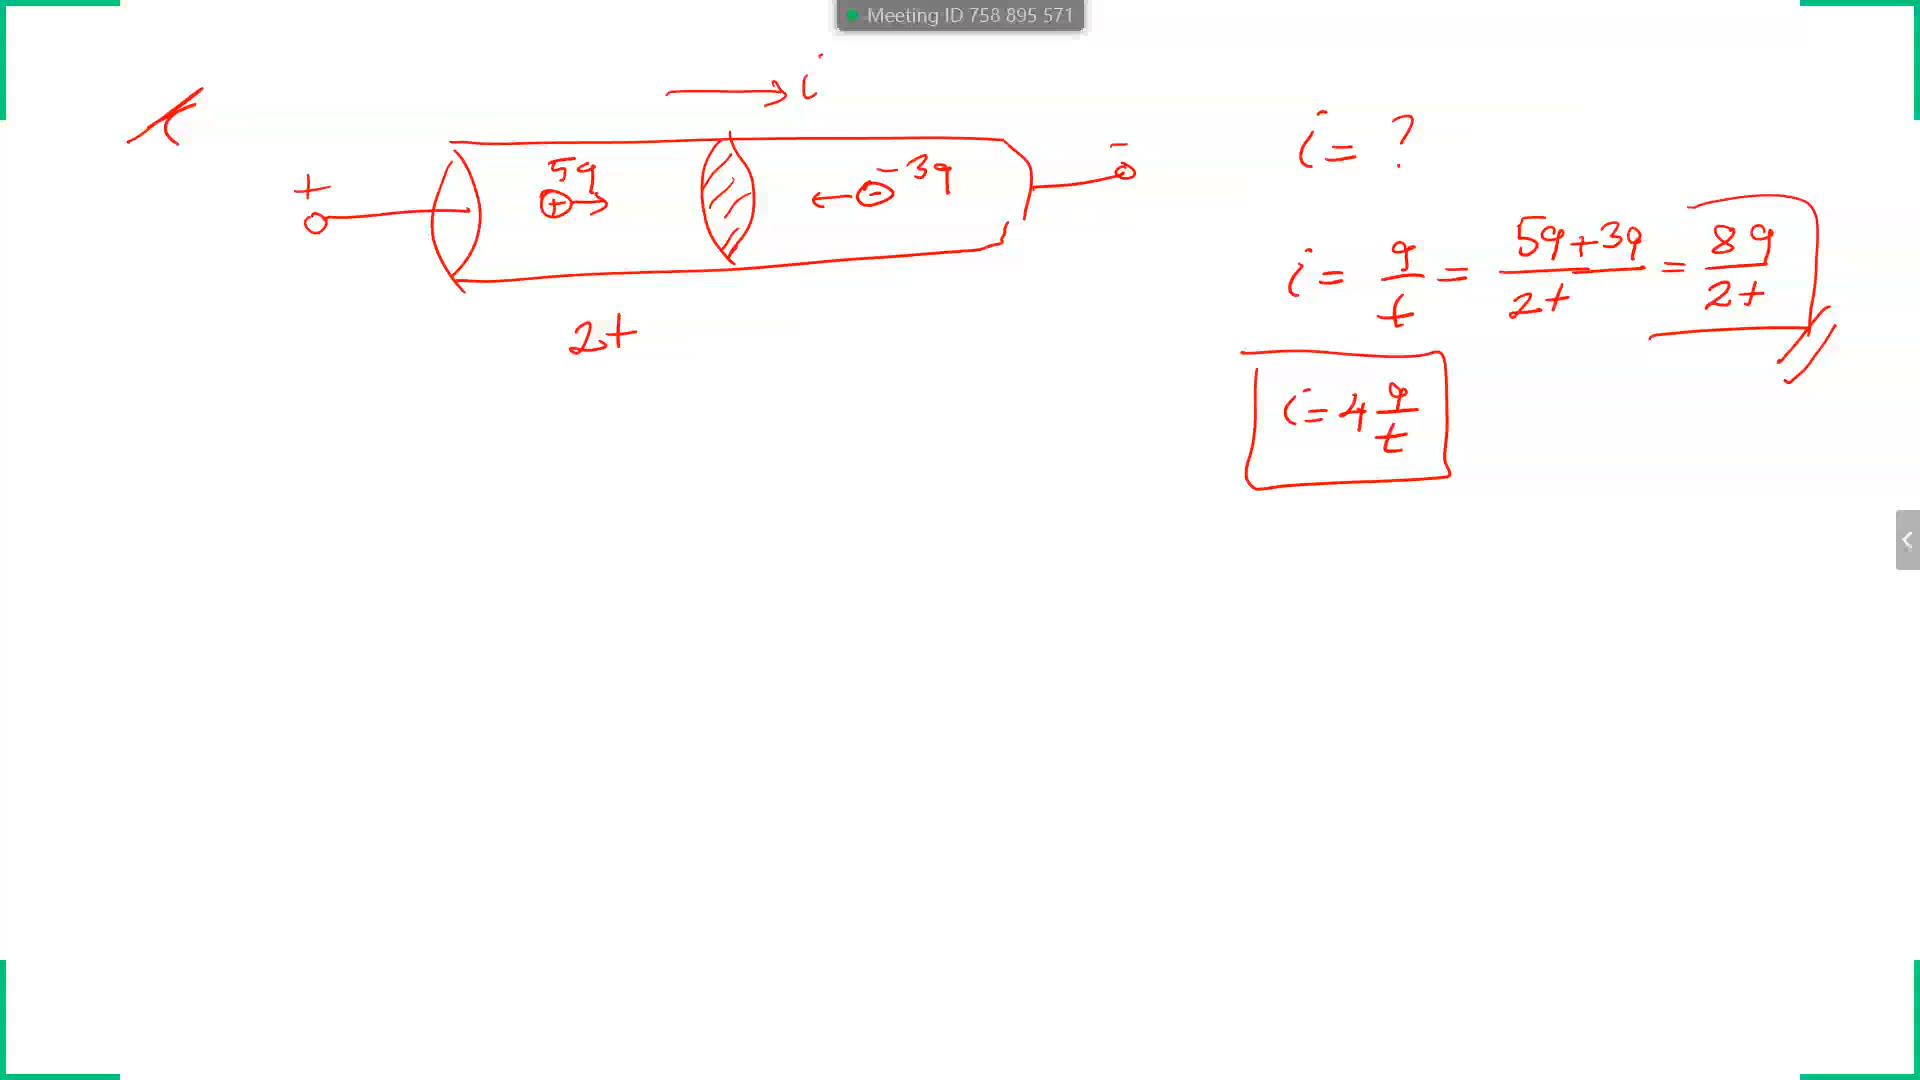 Meeting ID 758 895 571
→ i
+
5q
⊕→
←⊖
-3q
-
2t
i = ?
i = q/t = 5q+3q/2t = 8q/2t
i = 4 q/t